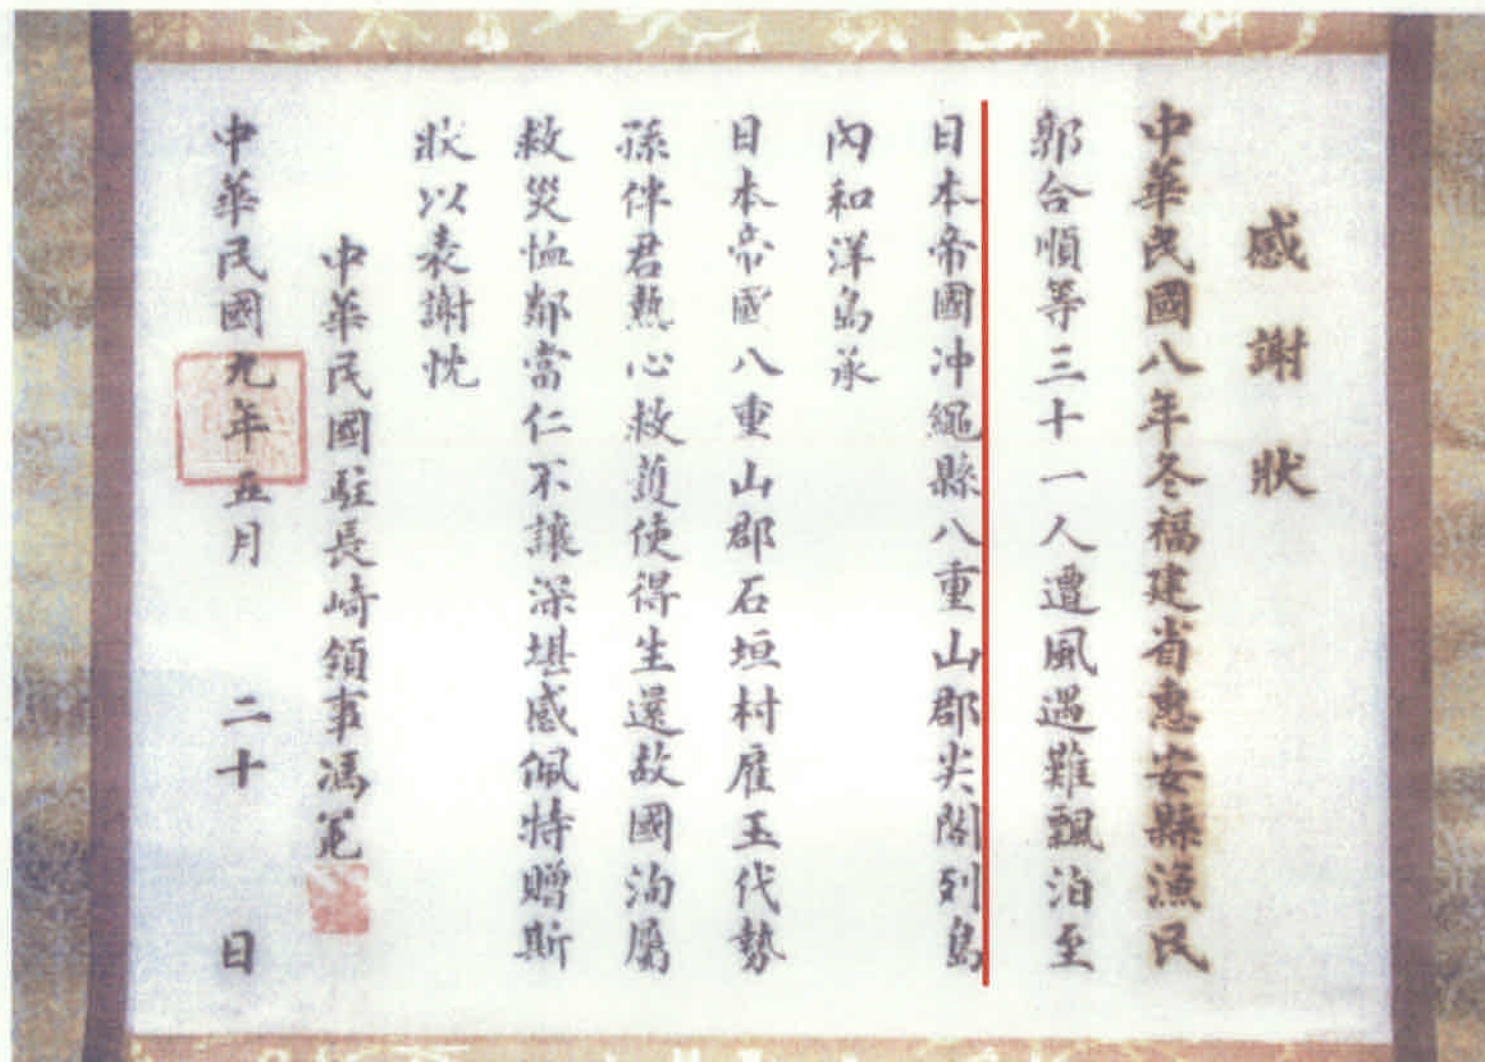 感謝狀
中華民國八年冬福建省惠安縣漁民
郭合順等三十一人遭風遇難飄泊至
日本帝國沖繩縣八重山郡尖閣列島
內和洋島承
日本帝國八重山郡石垣村雇玉代勢
孫伴君熱心救護使得生還故國洵屬
救災恤鄰當仁不讓深堪感佩特贈斯
狀以表謝忱
中華民國駐長崎領事馮冕
中華民國九年五月二十日